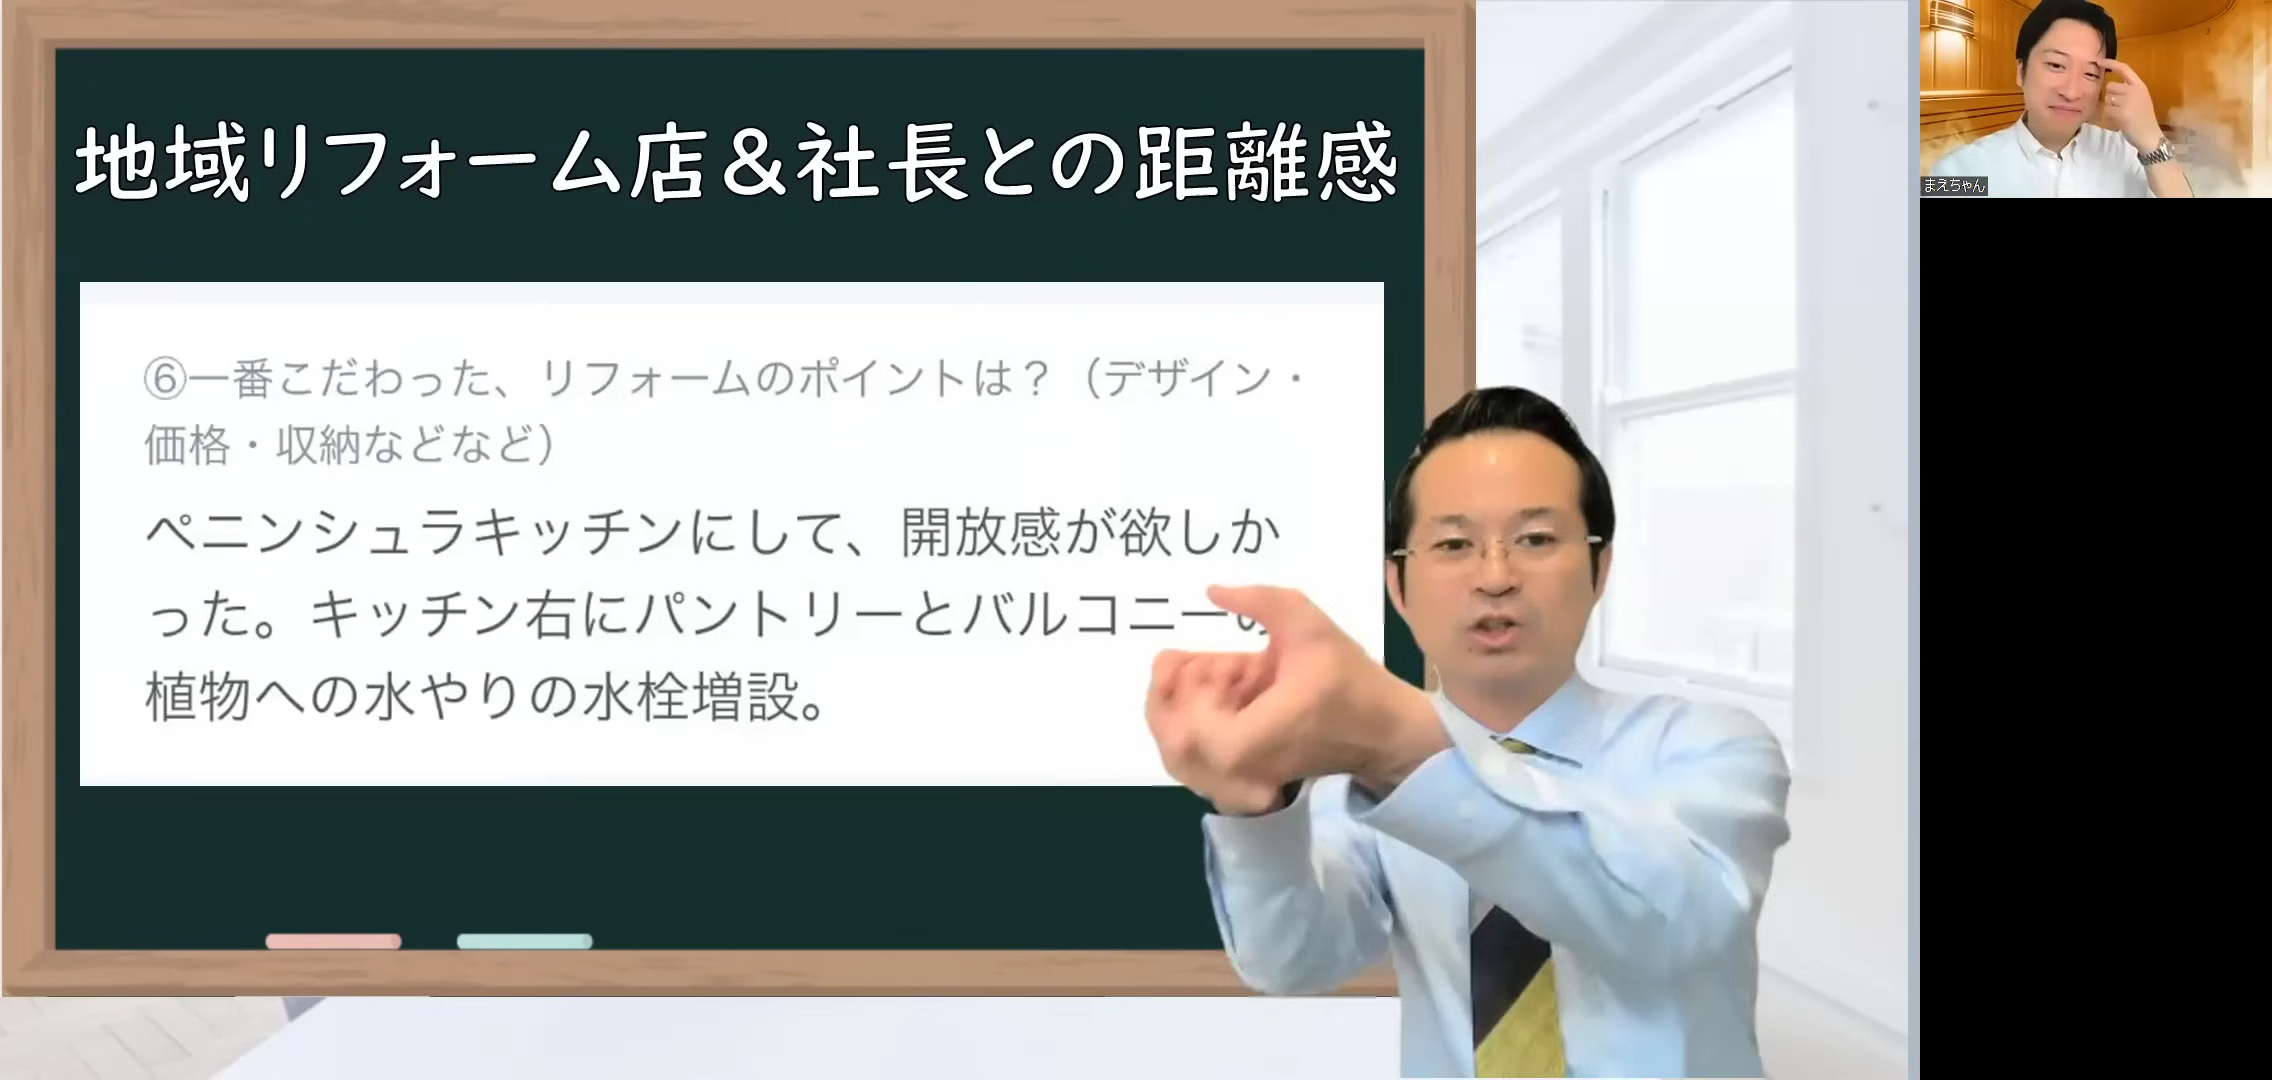 地域リフォーム店&社長との距離感
⑥一番こだわった、リフォームのポイントは?（デザイン・
価格・収納などなど）
ペニンシュラキッチンにして、開放感が欲しか
った。キッチン右にパントリーとバルコニーの
植物への水やりの水栓増設。
まえちゃん